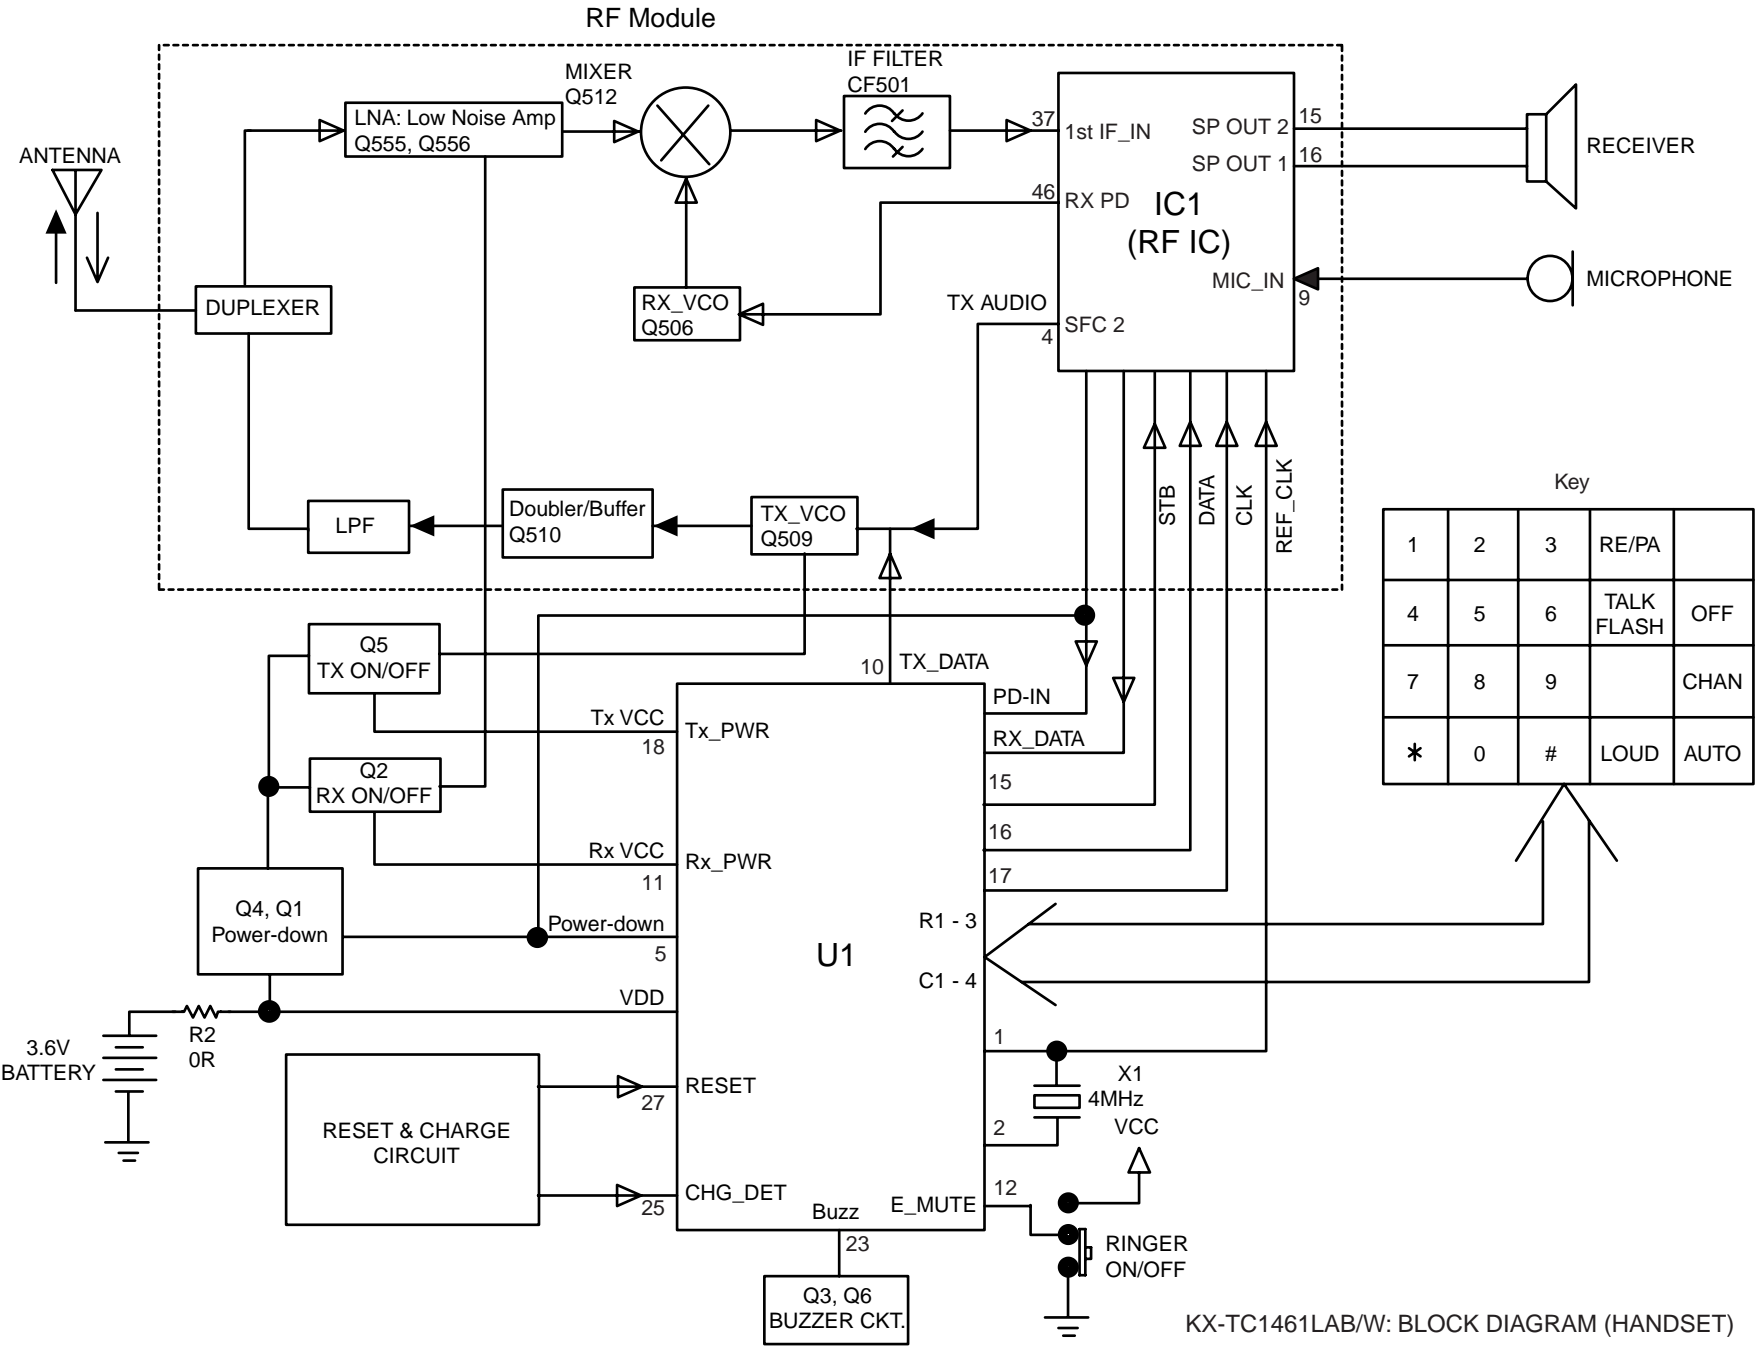 RF Module
MIXER
Q512
IF FILTER
CF501
LNA: Low Noise Amp
Q555, Q556
ANTENNA
37
1st IF_IN
SP OUT 2
15
SP OUT 1
16
RECEIVER
46
RX PD
IC1
(RF IC)
MIC_IN
9
MICROPHONE
DUPLEXER
RX_VCO
Q506
TX AUDIO
4
SFC 2
STB
DATA
CLK
REF_CLK
LPF
Doubler/Buffer
Q510
TX_VCO
Q509
Key
1 2 3 RE/PA
4 5 6 TALK FLASH OFF
7 8 9 CHAN
* 0 # LOUD AUTO
Q5
TX ON/OFF
10
TX_DATA
PD-IN
RX_DATA
Tx VCC
18
Tx_PWR
Q2
RX ON/OFF
15
16
17
Rx VCC
11
Rx_PWR
Q4, Q1
Power-down
Power-down
5
U1
R1 - 3
C1 - 4
VDD
R2
0R
3.6V
BATTERY
1
X1
4MHz
2
VCC
RESET & CHARGE
CIRCUIT
RESET
27
CHG_DET
25
Buzz
23
E_MUTE
12
RINGER
ON/OFF
Q3, Q6
BUZZER CKT.
KX-TC1461LAB/W: BLOCK DIAGRAM (HANDSET)